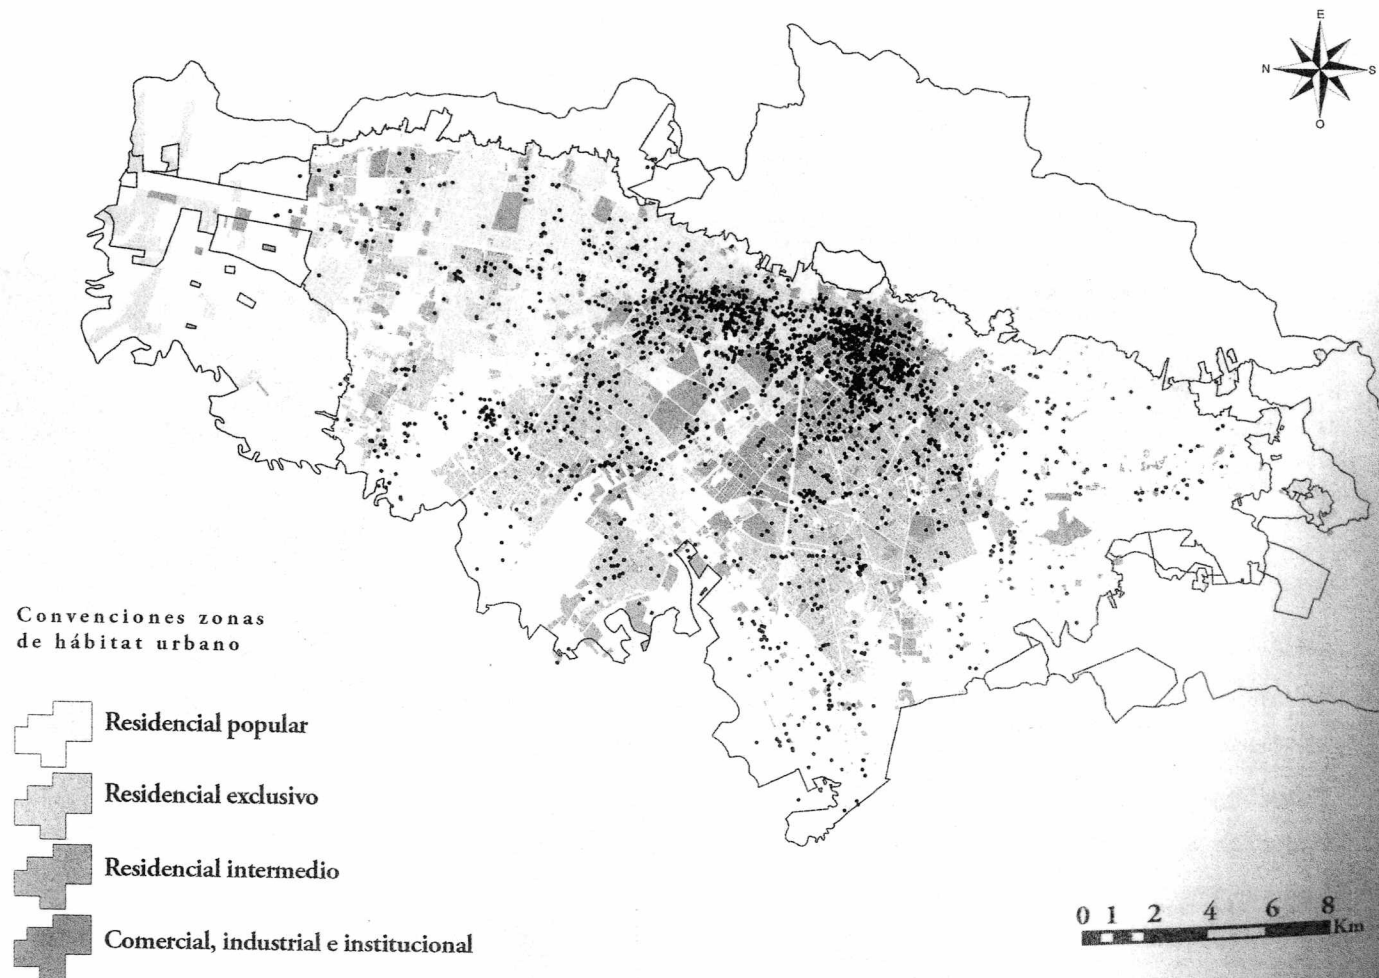 E
N
S
O
Convenciones zonas
de hábitat urbano
Residencial popular
Residencial exclusivo
Residencial intermedio
Comercial, industrial e institucional
0 1 2 4 6 8
Km